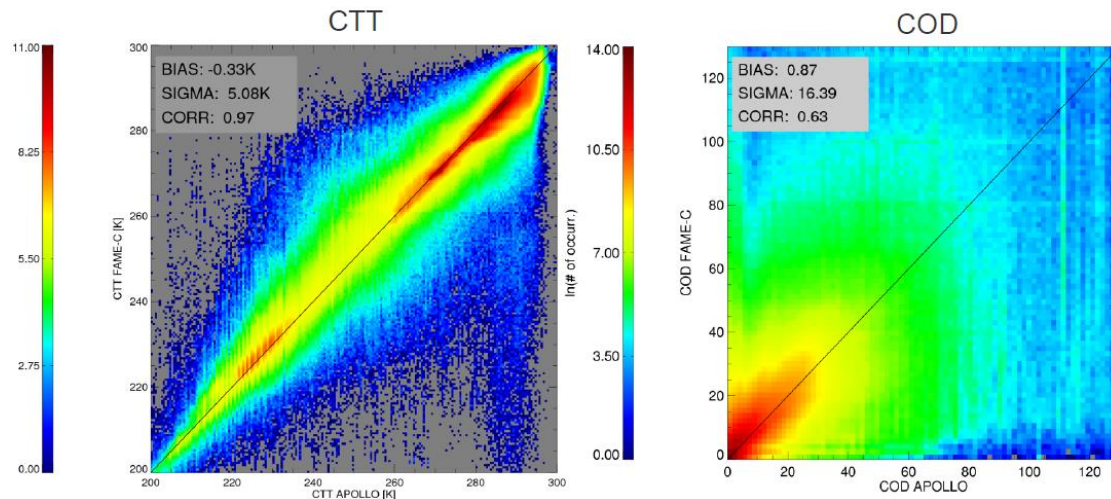 CTT
11.00
8.25
5.50
2.75
0.00
BIAS: -0.33K
SIGMA: 5.08K
CORR: 0.97
300
280
260
240
220
200
CTT FAME-C [K]
200 220 240 260 280 300
CTT APOLLO [K]
COD
14.00
10.50
7.00
3.50
0.00
ln(# of occurr.)
BIAS: 0.87
SIGMA: 16.39
CORR: 0.63
120
100
80
60
40
20
0
COD FAME-C
0 20 40 60 80 100 120
COD APOLLO